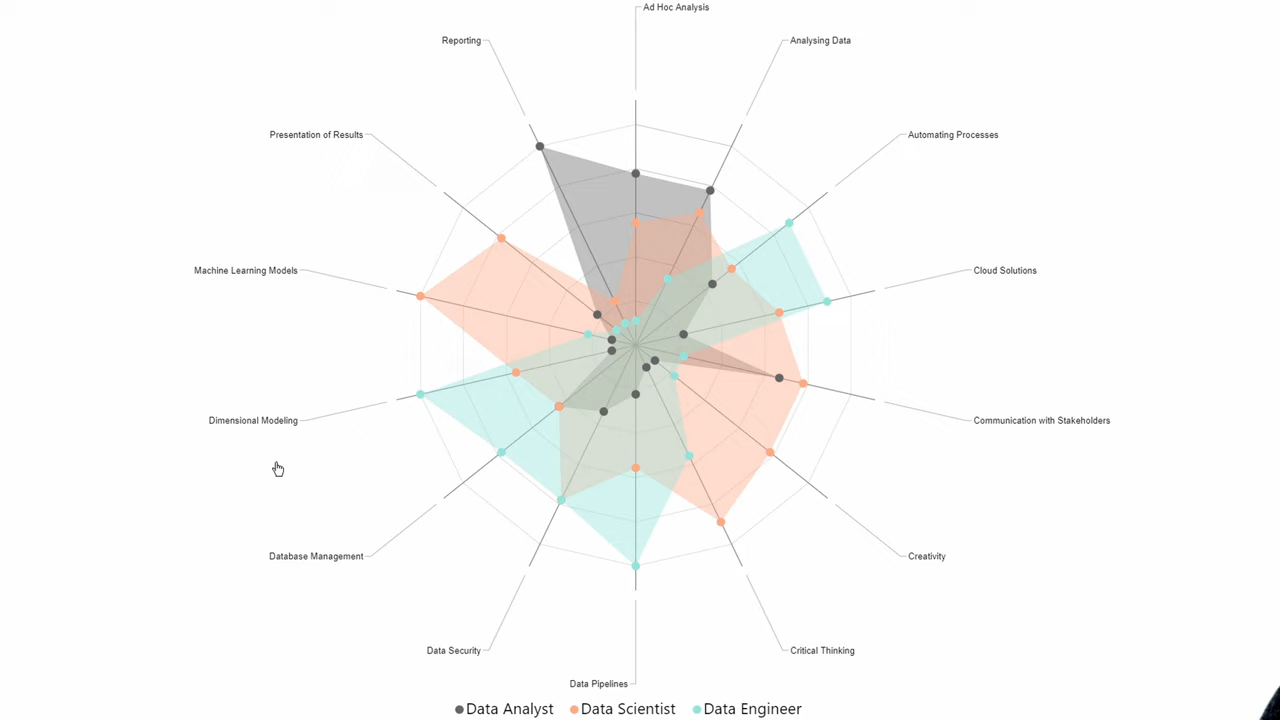 Ad Hoc Analysis
Reporting
Analysing Data
Presentation of Results
Automating Processes
Machine Learning Models
Cloud Solutions
Dimensional Modeling
Communication with Stakeholders
Database Management
Creativity
Data Security
Critical Thinking
Data Pipelines
Data Analyst Data Scientist Data Engineer